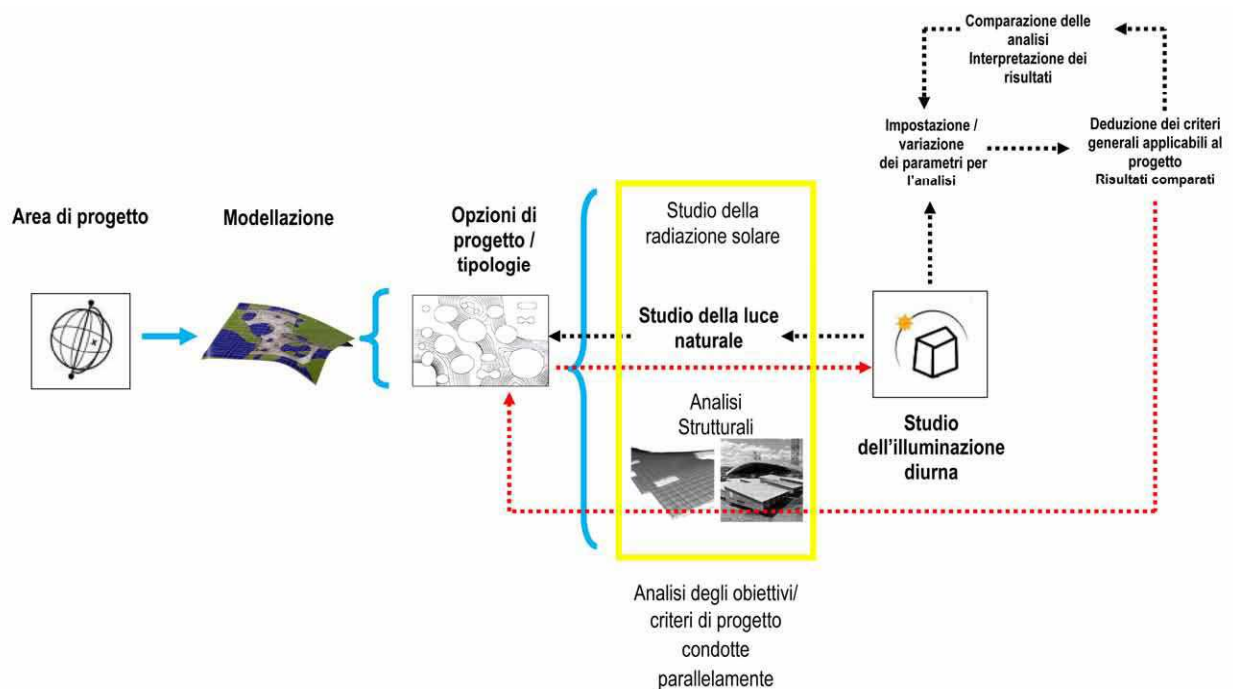 Comparazione delle
analisi
Interpretazione dei
risultati
Impostazione /
variazione
dei parametri per
l'analisi
Deduzione dei criteri
generali applicabili al
progetto
Risultati comparati
Area di progetto
Modellazione
Opzioni di
progetto /
tipologie
Studio della
radiazione solare
Studio della luce
naturale
Analisi
Strutturali
Studio
dell'illuminazione
diurna
Analisi degli obiettivi/
criteri di progetto
condotte
parallelamente